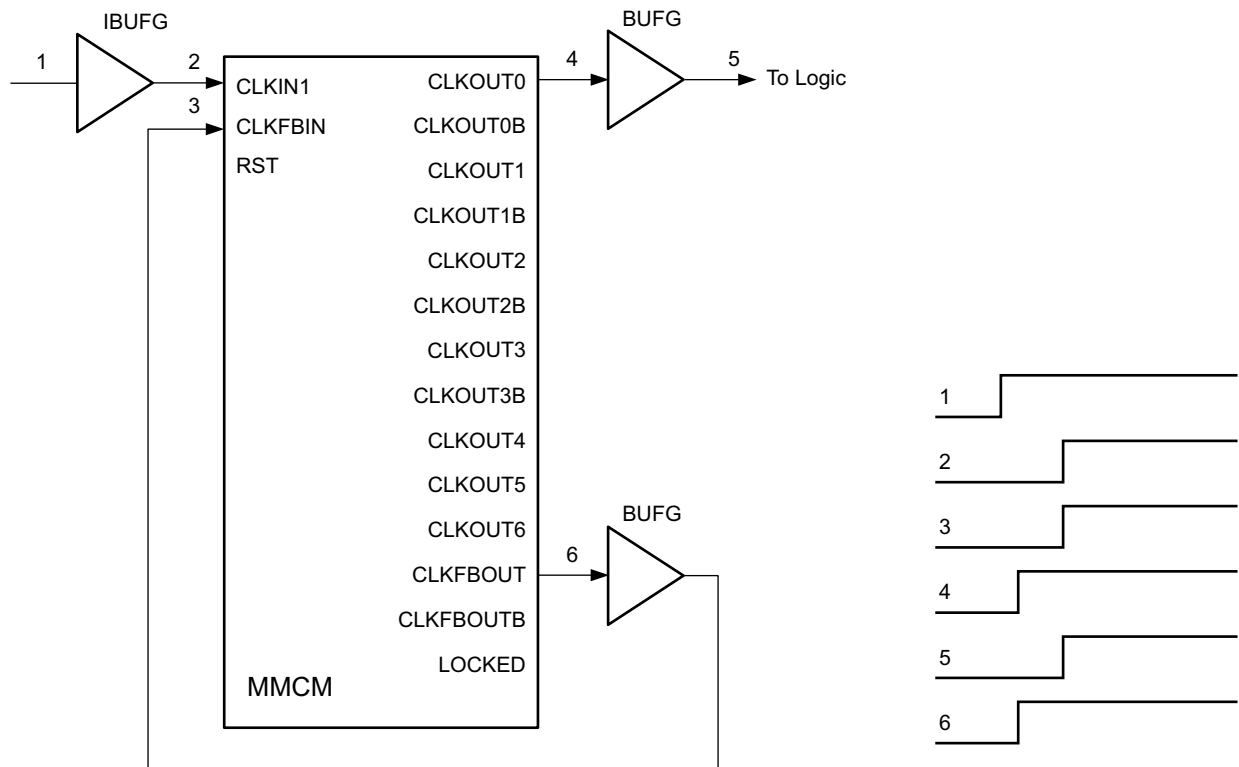 IBUFG
BUFG
1
2
4
5
To Logic
CLKIN1
CLKOUT0
3
CLKFBIN
CLKOUT0B
RST
CLKOUT1
CLKOUT1B
CLKOUT2
CLKOUT2B
CLKOUT3
CLKOUT3B
CLKOUT4
CLKOUT5
CLKOUT6
BUFG
6
CLKFBOUT
CLKFBOUTB
LOCKED
MMCM
1
2
3
4
5
6